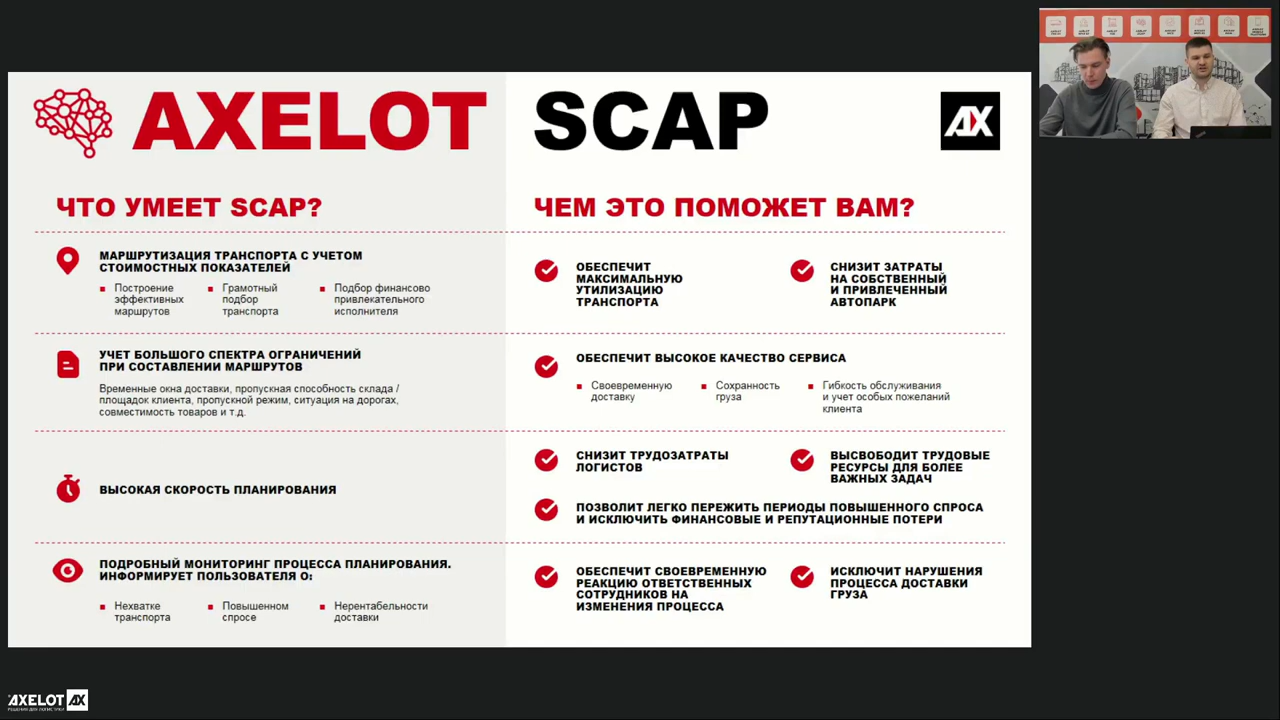 AXELOT SCAP
AX
ЧТО УМЕЕТ SCAP?
ЧЕМ ЭТО ПОМОЖЕТ ВАМ?
МАРШРУТИЗАЦИЯ ТРАНСПОРТА С УЧЕТОМ
СТОИМОСТНЫХ ПОКАЗАТЕЛЕЙ
Построение
эффективных
маршрутов
Грамотный
подбор
транспорта
Подбор финансово
привлекательного
исполнителя
ОБЕСПЕЧИТ
МАКСИМАЛЬНУЮ
УТИЛИЗАЦИЮ
ТРАНСПОРТА
СНИЗИТ ЗАТРАТЫ
НА СОБСТВЕННЫЙ
И ПРИВЛЕЧЕННЫЙ
АВТОПАРК
УЧЕТ БОЛЬШОГО СПЕКТРА ОГРАНИЧЕНИЙ
ПРИ СОСТАВЛЕНИИ МАРШРУТОВ
Временные окна доставки, пропускная способность склада /
площадок клиента, пропускной режим, ситуация на дорогах,
совместимость товаров и т.д.
ОБЕСПЕЧИТ ВЫСОКОЕ КАЧЕСТВО СЕРВИСА
Своевременную
доставку
Сохранность
груза
Гибкость обслуживания
и учет особых пожеланий
клиента
ВЫСОКАЯ СКОРОСТЬ ПЛАНИРОВАНИЯ
СНИЗИТ ТРУДОЗАТРАТЫ
ЛОГИСТОВ
ВЫСВОБОДИТ ТРУДОВЫЕ
РЕСУРСЫ ДЛЯ БОЛЕЕ
ВАЖНЫХ ЗАДАЧ
ПОЗВОЛИТ ЛЕГКО ПЕРЕЖИТЬ ПЕРИОДЫ ПОВЫШЕННОГО СПРОСА
И ИСКЛЮЧИТЬ ФИНАНСОВЫЕ И РЕПУТАЦИОННЫЕ ПОТЕРИ
ПОДРОБНЫЙ МОНИТОРИНГ ПРОЦЕССА ПЛАНИРОВАНИЯ.
ИНФОРМИРУЕТ ПОЛЬЗОВАТЕЛЯ О:
Нехватке
транспорта
Повышенном
спросе
Нерентабельности
доставки
ОБЕСПЕЧИТ СВОЕВРЕМЕННУЮ
РЕАКЦИЮ ОТВЕТСТВЕННЫХ
СОТРУДНИКОВ НА
ИЗМЕНЕНИЯ ПРОЦЕССА
ИСКЛЮЧИТ НАРУШЕНИЯ
ПРОЦЕССА ДОСТАВКИ
ГРУЗА
AXELOT AX
РЕШЕНИЯ ДЛЯ ЛОГИСТИКИ